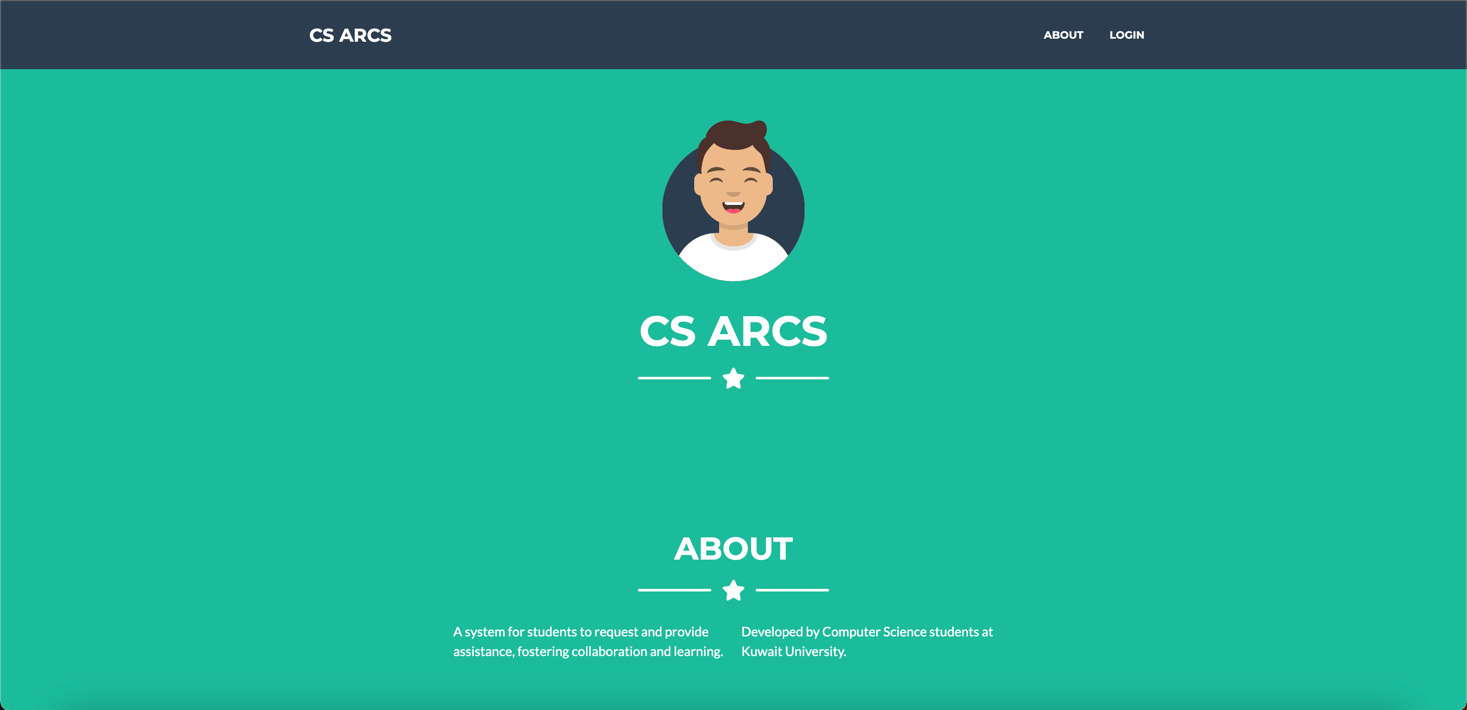 CS ARCS
ABOUT
LOGIN
CS ARCS
ABOUT
A system for students to request and provide
assistance, fostering collaboration and learning.
Developed by Computer Science students at
Kuwait University.